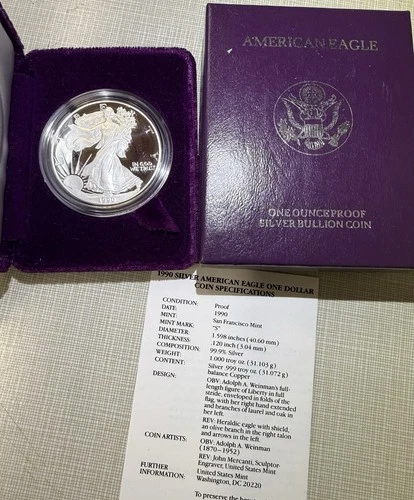 AMERICAN EAGLE
ONE OUNCE PROOF
SILVER BULLION COIN
IN GOD
WE TRUST
1990
1990 SILVER AMERICAN EAGLE ONE DOLLAR
COIN SPECIFICATIONS
CONDITION: Proof
DATE: 1990
MINT: San Francisco Mint
MINT MARK: "S"
DIAMETER: 1.598 inches (40.60 mm)
THICKNESS: .120 inch (3.04 mm)
COMPOSITION: 99.9% Silver
WEIGHT: 1.000 troy oz. (31.103 g)
CONTENT: Silver .999 troy oz. (31.072 g)
balance Copper
DESIGN: OBV: Adolph A. Weinman's full-
length figure of Liberty in full
stride, enveloped in folds of the
flag, with her right hand extended
and branches of laurel and oak in
her left.
REV: Heraldic eagle with shield,
an olive branch in the right talon
and arrows in the left.
COIN ARTISTS: OBV: Adolph A. Weinman
(1870–1952)
REV: John Mercanti, Sculptor-
Engraver, United States Mint
FURTHER
INFORMATION: United States Mint
Washington, DC 20220
To preserve the